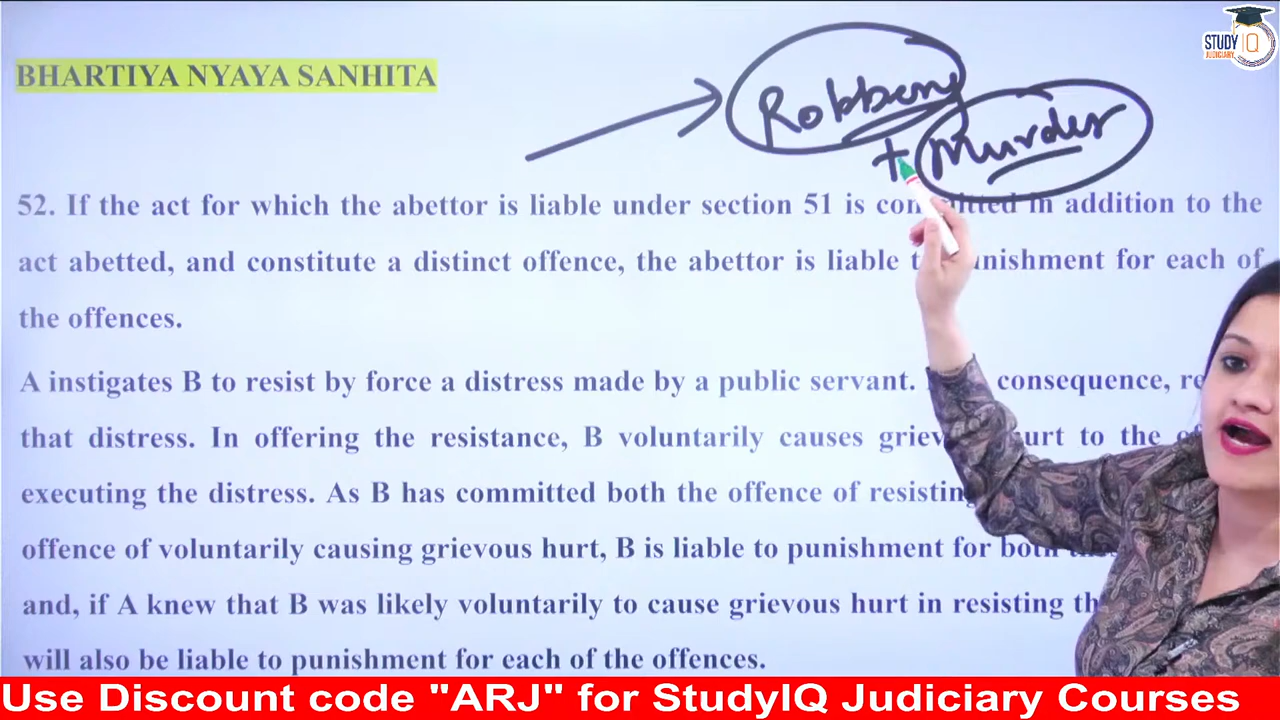 STUDY IQ
JUDICIARY
BHARTIYA NYAYA SANHITA
Robbery
+ Murder
52. If the act for which the abettor is liable under section 51 is committed in addition to the
act abetted, and constitute a distinct offence, the abettor is liable punishment for each of
the offences.
A instigates B to resist by force a distress made by a public servant. consequence,
that distress. In offering the resistance, B voluntarily causes hurt to the
executing the distress. As B has committed both the offence of resisting
offence of voluntarily causing grievous hurt, B is liable to punishment for both
and, if A knew that B was likely voluntarily to cause grievous hurt in resisting
will also be liable to punishment for each of the offences.
Use Discount code "ARJ" for StudyIQ Judiciary Courses